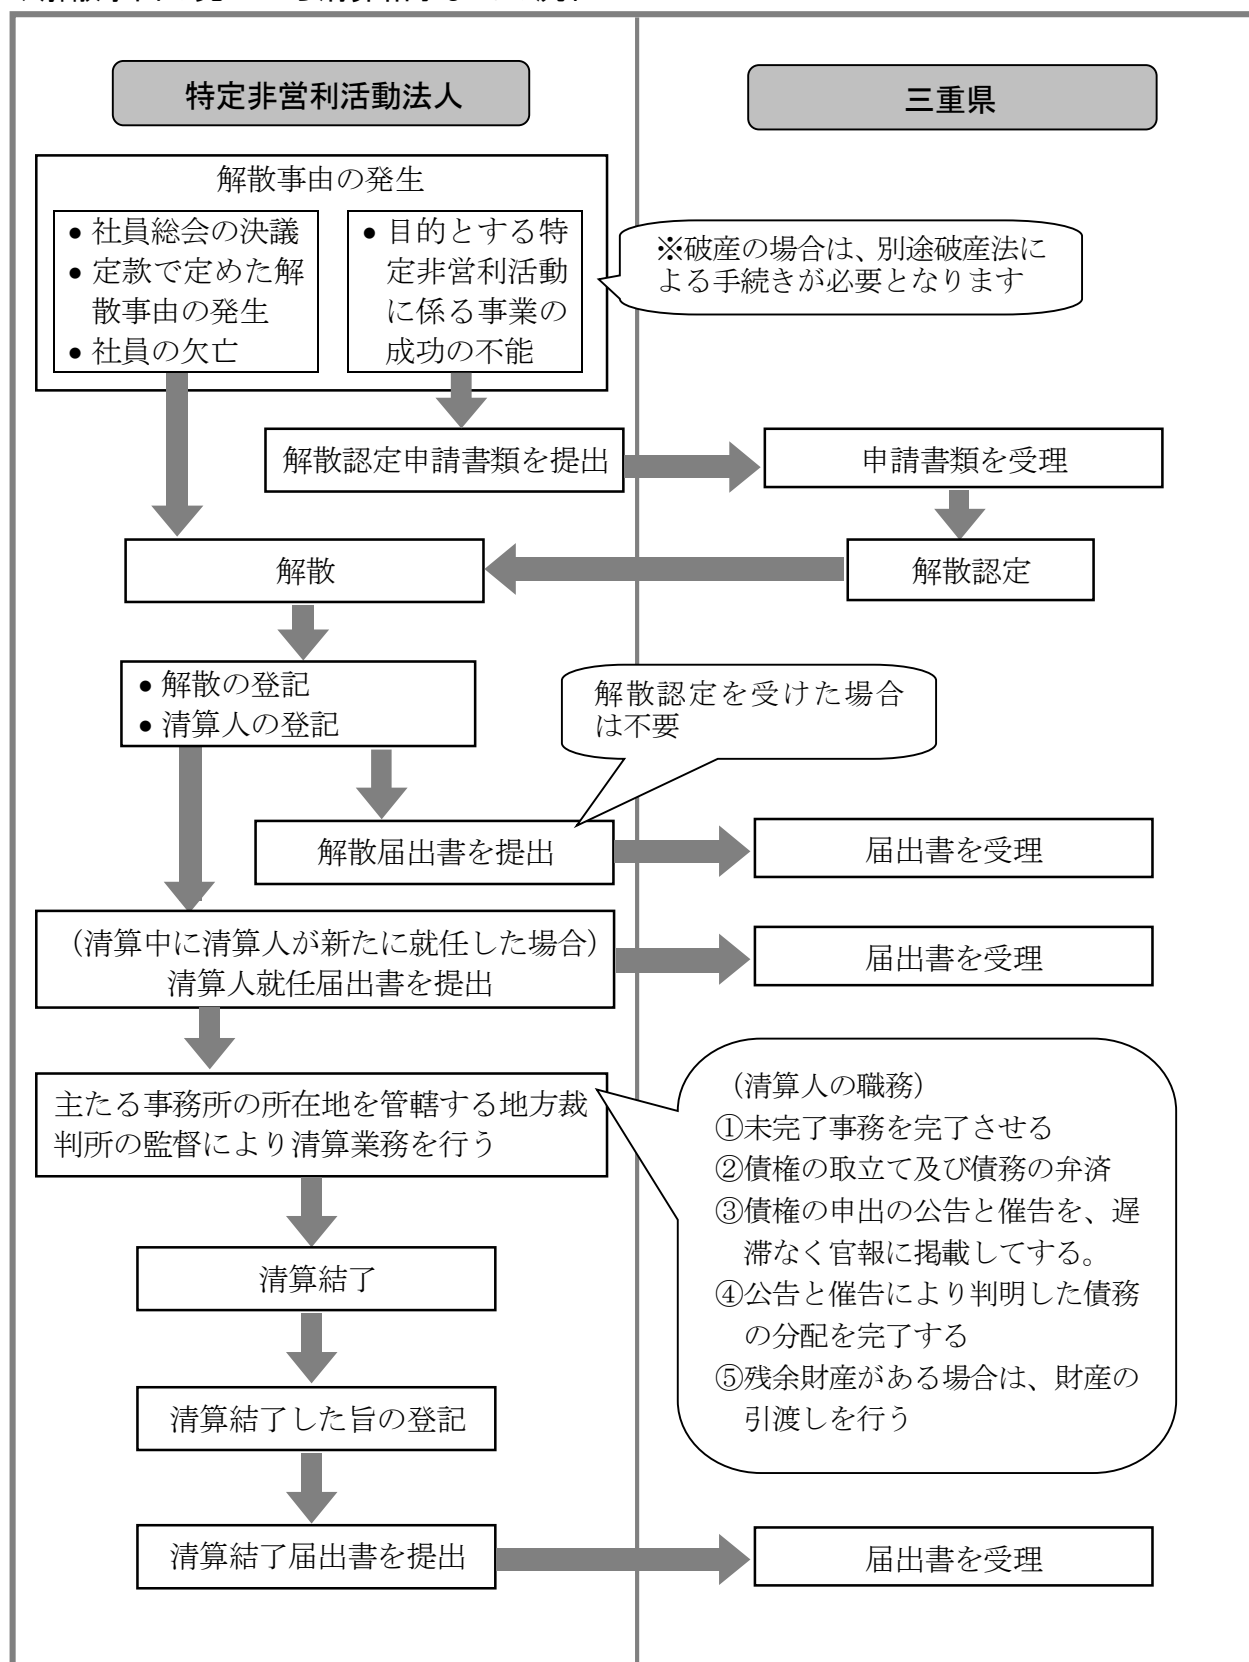 特定非営利活動法人
三重県
解散事由の発生
● 社員総会の決議
● 定款で定めた解
散事由の発生
● 社員の欠亡
● 目的とする特
定非営利活動
に係る事業の
成功の不能
※破産の場合は、別途破産法に
よる手続きが必要となります
解散認定申請書類を提出
申請書類を受理
解散
解散認定
● 解散の登記
● 清算人の登記
解散認定を受けた場合
は不要
解散届出書を提出
届出書を受理
（清算中に清算人が新たに就任した場合）
清算人就任届出書を提出
届出書を受理
主たる事務所の所在地を管轄する地方裁
判所の監督により清算業務を行う
（清算人の職務）
①未完了事務を完了させる
②債権の取立て及び債務の弁済
③債権の申出の公告と催告を、遅
滞なく官報に掲載してする。
④公告と催告により判明した債務
の分配を完了する
⑤残余財産がある場合は、財産の
引渡しを行う
清算結了
清算結了した旨の登記
清算結了届出書を提出
届出書を受理